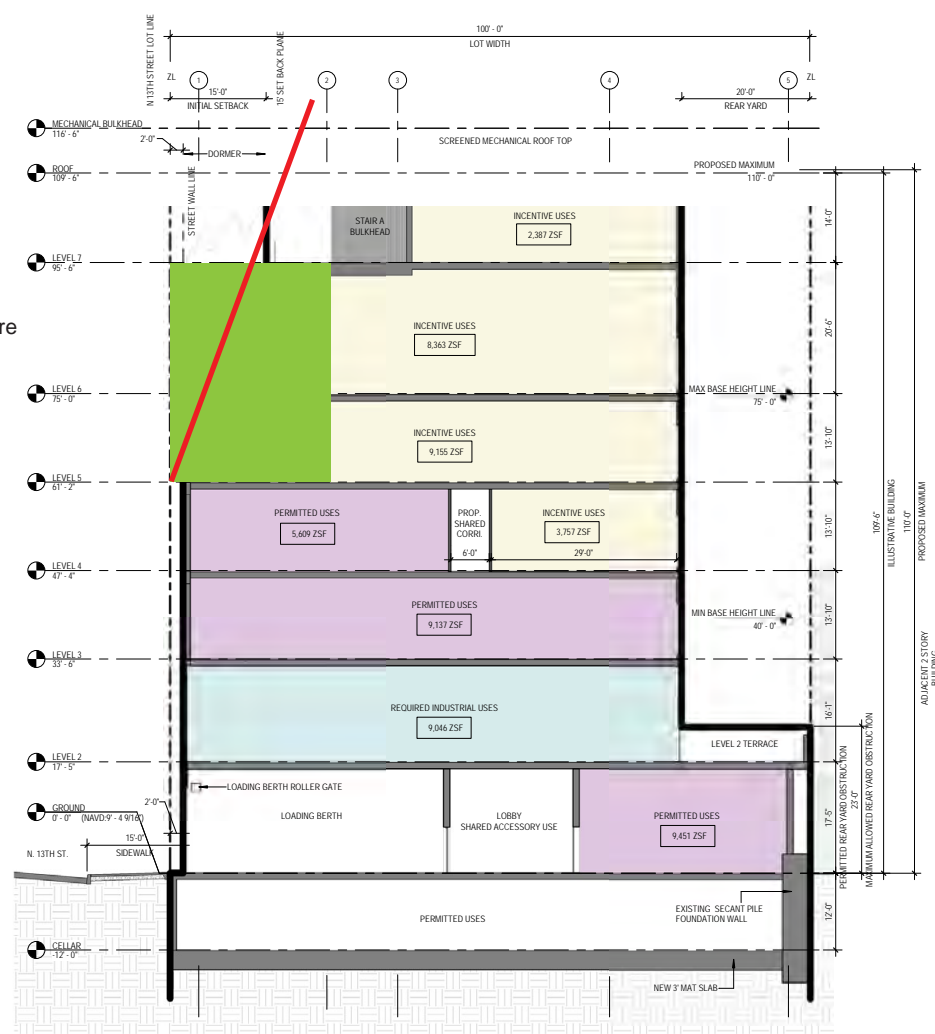 100' - 0"
LOT WIDTH
N 13TH STREET LOT LINE
ZL
1
15' SET BACK PLANE
2
3
4
5
ZL
15'-0"
INITIAL SETBACK
20'-0"
REAR YARD
MECHANICAL BULKHEAD
116' - 6"
2'-0"
DORMER
SCREENED MECHANICAL ROOF TOP
ROOF
109' - 6"
PROPOSED MAXIMUM
110' - 0"
STREET WALL LINE
STAIR A
BULKHEAD
INCENTIVE USES
2,387 ZSF
14'-0"
LEVEL 7
95' - 6"
re
INCENTIVE USES
8,363 ZSF
20'-6"
LEVEL 6
75' - 0"
MAX BASE HEIGHT LINE
75' - 0"
INCENTIVE USES
9,155 ZSF
13'-10"
LEVEL 5
61' - 2"
PERMITTED USES
5,609 ZSF
PROP.
SHARED
CORRI.
6'-0"
INCENTIVE USES
3,757 ZSF
29'-0"
13'-10"
109'-6"
ILLUSTRATIVE BUILDING
110'-0"
PROPOSED MAXIMUM
LEVEL 4
47' - 4"
PERMITTED USES
9,137 ZSF
MIN BASE HEIGHT LINE
40' - 0"
13'-10"
LEVEL 3
33' - 6"
REQUIRED INDUSTRIAL USES
9,046 ZSF
16'-1"
ADJACENT 2 STORY
BUILDING
LEVEL 2 TERRACE
LEVEL 2
17' - 5"
LOADING BERTH ROLLER GATE
2'-0"
GROUND
0' - 0" (NAVD:9' - 4 9/16")
LOADING BERTH
LOBBY
SHARED ACCESSORY USE
PERMITTED USES
9,451 ZSF
17'-5"
PERMITTED REAR YARD OBSTRUCTION
23'-0"
MAXIMUM ALLOWED REAR YARD OBSTRUCTION
15'-0"
N. 13TH ST.
SIDEWALK
PERMITTED USES
EXISTING SECANT PILE
FOUNDATION WALL
12'-0"
CELLAR
-12' - 0"
NEW 3' MAT SLAB